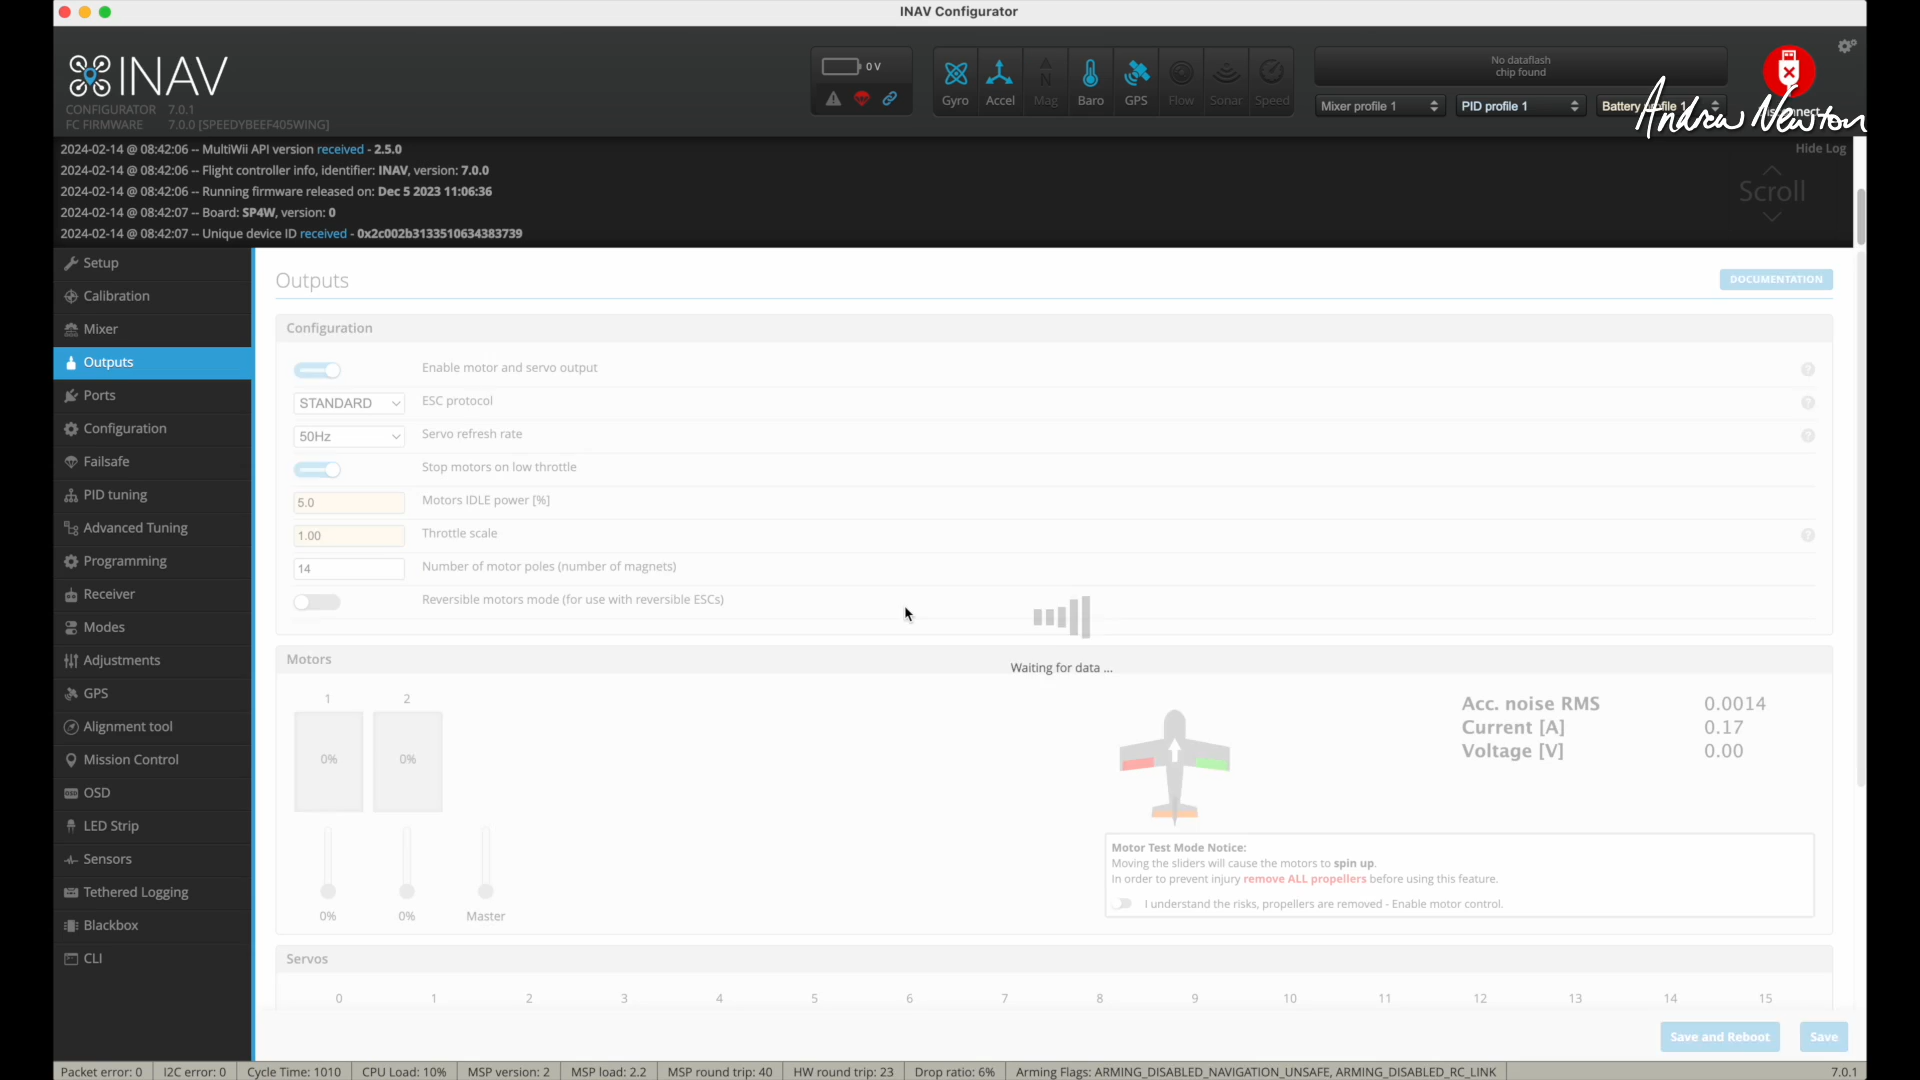 INAV Configurator
INAV
CONFIGURATOR 7.0.1
FC FIRMWARE 7.0.0 [SPEEDYBEEF405WING]
0 V
Gyro Accel Mag Baro GPS Flow Sonar Speed
No dataflash
chip found
Mixer profile 1 PID profile 1 Battery profile 1
Andrew Newton
Hide Log
Scroll
2024-02-14 @ 08:42:06 -- MultiWii API version received - 2.5.0
2024-02-14 @ 08:42:06 -- Flight controller info, identifier: INAV, version: 7.0.0
2024-02-14 @ 08:42:06 -- Running firmware released on: Dec 5 2023 11:06:36
2024-02-14 @ 08:42:07 -- Board: SP4W, version: 0
2024-02-14 @ 08:42:07 -- Unique device ID received - 0x2c002b3133510634383739
Setup
Calibration
Mixer
Outputs
Ports
Configuration
Failsafe
PID tuning
Advanced Tuning
Programming
Receiver
Modes
Adjustments
GPS
Alignment tool
Mission Control
OSD
LED Strip
Sensors
Tethered Logging
Blackbox
CLI
Outputs
DOCUMENTATION
Configuration
Enable motor and servo output
STANDARD ESC protocol
50Hz Servo refresh rate
Stop motors on low throttle
5.0 Motors IDLE power [%]
1.00 Throttle scale
14 Number of motor poles (number of magnets)
Reversible motors mode (for use with reversible ESCs)
Waiting for data ...
Motors
1 2
0% 0%
0% 0% Master
Acc. noise RMS 0.0014
Current [A] 0.17
Voltage [V] 0.00
Motor Test Mode Notice:
Moving the sliders will cause the motors to spin up.
In order to prevent injury remove ALL propellers before using this feature.
I understand the risks, propellers are removed - Enable motor control.
Servos
0 1 2 3 4 5 6 7 8 9 10 11 12 13 14 15
Save and Reboot Save
Packet error: 0 I2C error: 0 Cycle Time: 1010 CPU Load: 10% MSP version: 2 MSP load: 2.2 MSP round trip: 40 HW round trip: 23 Drop ratio: 6% Arming Flags: ARMING_DISABLED_NAVIGATION_UNSAFE, ARMING_DISABLED_RC_LINK 7.0.1